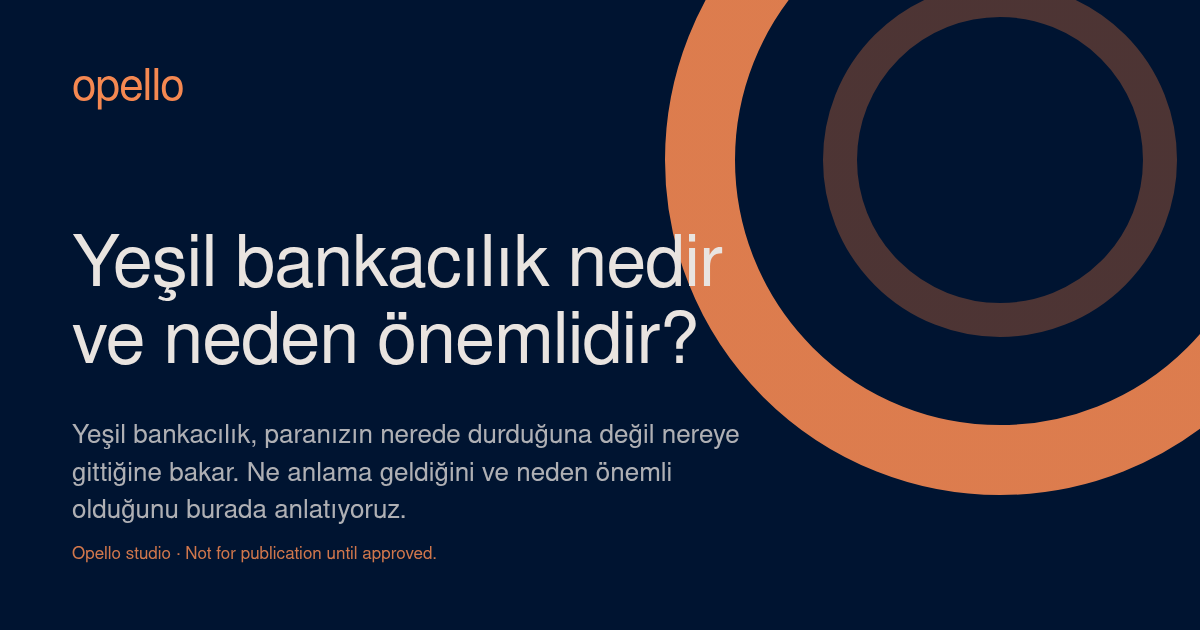 opello
Yeşil bankacılık nedir
ve neden önemlidir?
Yeşil bankacılık, paranızın nerede durduğuna değil nereye
gittiğine bakar. Ne anlama geldiğini ve neden önemli
olduğunu burada anlatıyoruz.
Opello studio · Not for publication until approved.